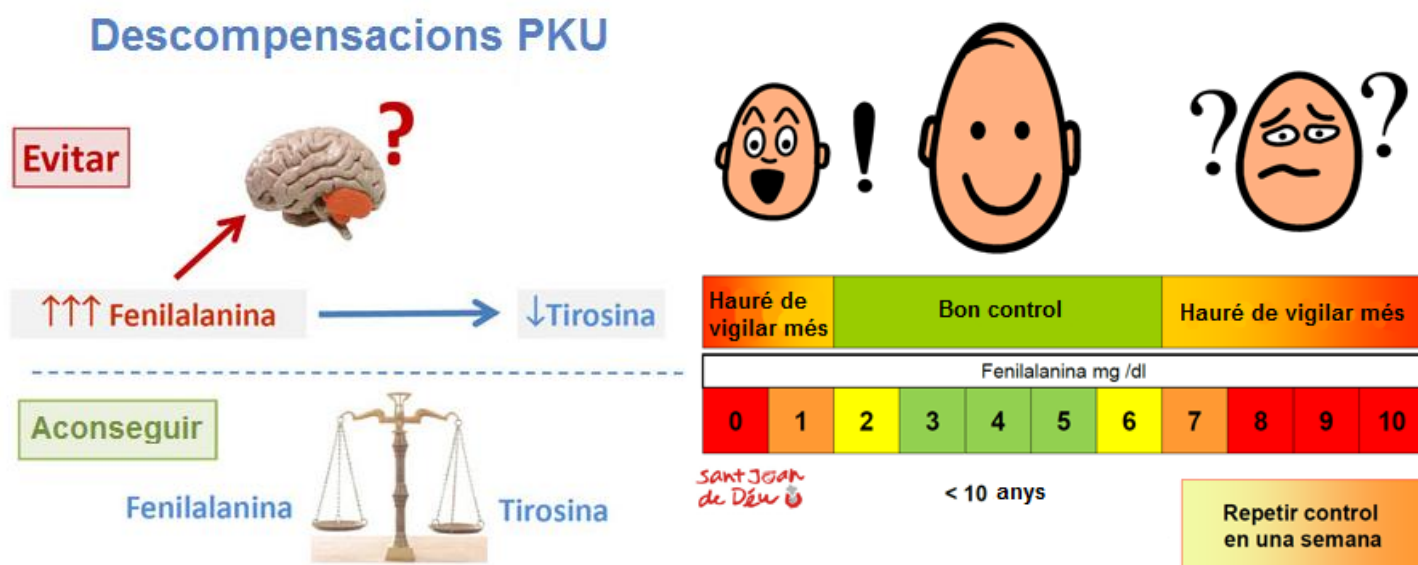 Descompensacions PKU
Evitar
?
↑↑↑ Fenilalanina
↓Tirosina
Aconseguir
Fenilalanina
Tirosina
!
?
?
Hauré de
vigilar més
Bon control
Hauré de vigilar més
Fenilalanina mg /dl
0 1 2 3 4 5 6 7 8 9 10
sant Joan
de Déu
< 10 anys
Repetir control
en una semana